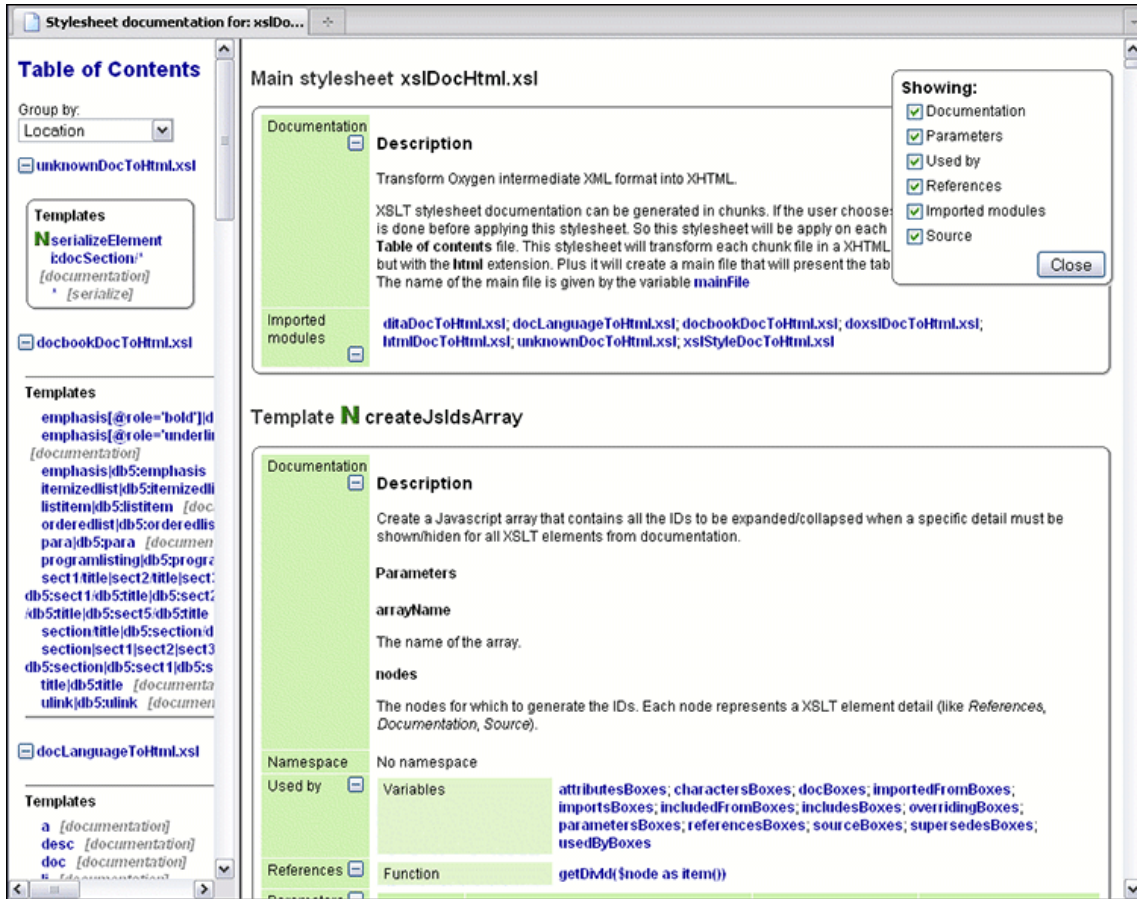 Stylesheet documentation for: xslDo...
Table of Contents
Group by:
Location
unknownDocToHtml.xsl
Templates
N serializeElement
i:docSection/*
[documentation]
* [serialize]
docbookDocToHtml.xsl
Templates
emphasis[@role='bold']|d
emphasis[@role='underli
[documentation]
emphasis|db5:emphasis
itemizedlist|db5:itemizedli
listitem|db5:listitem [doc
orderedlist|db5:orderedlis
para|db5:para [documen
programlisting|db5:progra
sect1/title|sect2/title|sect3
db5:sect1/db5:title|db5:sect2
/db5:title|db5:sect5/db5:title
section/title|db5:section/d
section|sect1|sect2|sect3
db5:section|db5:sect1|db5:s
title|db5:title [documenta
ulink|db5:ulink [documen
docLanguageToHtml.xsl
Templates
a [documentation]
desc [documentation]
doc [documentation]
Main stylesheet xslDocHtml.xsl
Documentation
Description
Transform Oxygen intermediate XML format into XHTML.
XSLT stylesheet documentation can be generated in chunks. If the user chooses
is done before applying this stylesheet. So this stylesheet will be apply on each
Table of contents file. This stylesheet will transform each chunk file in a XHTML
but with the html extension. Plus it will create a main file that will present the tab
The name of the main file is given by the variable mainFile
Imported modules
ditaDocToHtml.xsl; docLanguageToHtml.xsl; docbookDocToHtml.xsl; doxslDocToHtml.xsl;
htmlDocToHtml.xsl; unknownDocToHtml.xsl; xslStyleDocToHtml.xsl
Showing:
Documentation
Parameters
Used by
References
Imported modules
Source
Close
Template N createJsIdsArray
Documentation
Description
Create a Javascript array that contains all the IDs to be expanded/collapsed when a specific detail must be
shown/hiden for all XSLT elements from documentation.
Parameters
arrayName
The name of the array.
nodes
The nodes for which to generate the IDs. Each node represents a XSLT element detail (like References,
Documentation, Source).
Namespace No namespace
Used by Variables attributesBoxes; charactersBoxes; docBoxes; importedFromBoxes;
importsBoxes; includedFromBoxes; includesBoxes; overridingBoxes;
parametersBoxes; referencesBoxes; sourceBoxes; supersedesBoxes;
usedByBoxes
References Function getDivId($node as item())